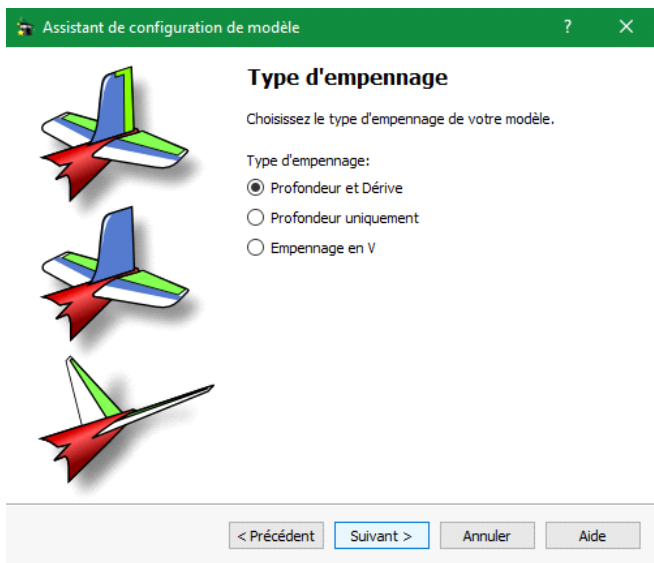 Assistant de configuration de modèle
?
Type d'empennage
Choisissez le type d'empennage de votre modèle.
Type d'empennage:
Profondeur et Dérive
Profondeur uniquement
Empennage en V
< Précédent
Suivant >
Annuler
Aide